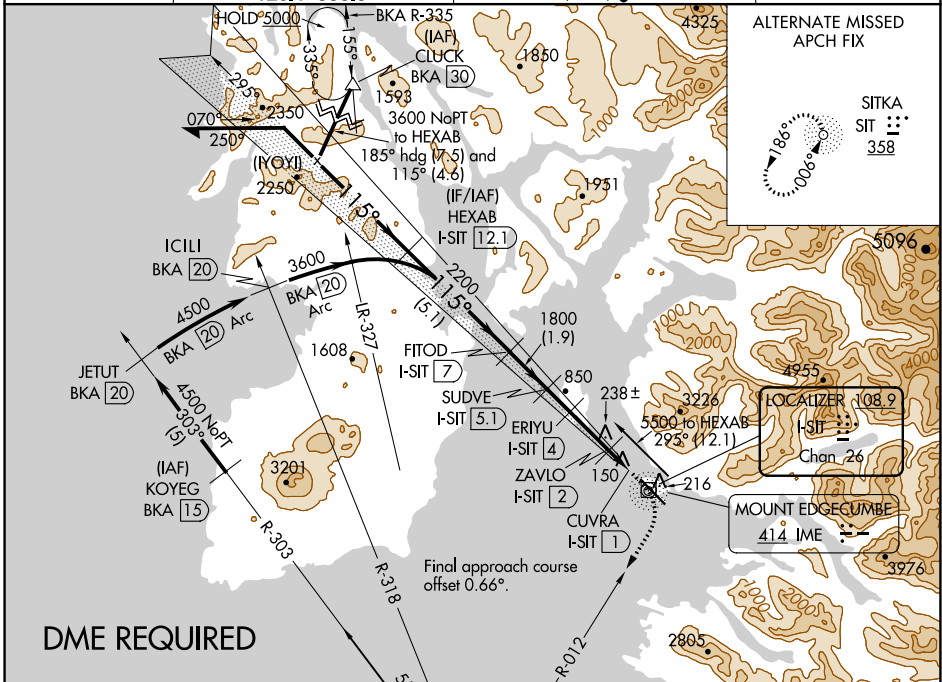 HOLD 5000
BKA R-335
335°
155°
(IAF)
CLUCK
BKA 30
1593
1850
4325
ALTERNATE MISSED
APCH FIX
SITKA
SIT
358
186°
006°
295°
2350
070°
250°
3600 NoPT
to HEXAB
185° hdg (7.5) and
115° (4.6)
(IYOYI)
2250
115°
(IF/IAF)
HEXAB
I-SIT 12.1
1951
1000
5096
ICILI
BKA 20
3600
BKA 20
Arc
4500
BKA 20 Arc
LR-327
2200
115°
(5.1)
1800
(1.9)
1000
2000
4000
JETUT
BKA 20
1608
FITOD
I-SIT 7
850
4955
SUDVE
I-SIT 5.1
238±
3226
LOCALIZER 108.9
I-SIT
Chan 26
4500 NoPT
303°
(5)
ERIYU
I-SIT 4
5500 to HEXAB
295° (12.1)
3201
(IAF)
KOYEG
BKA 15
ZAVLO
I-SIT 2
150
216
MOUNT EDGECUMBE
414 IME
CUVRA
I-SIT 1
R-303
R-318
Final approach course
offset 0.66°.
3976
R-012
2805
DME REQUIRED